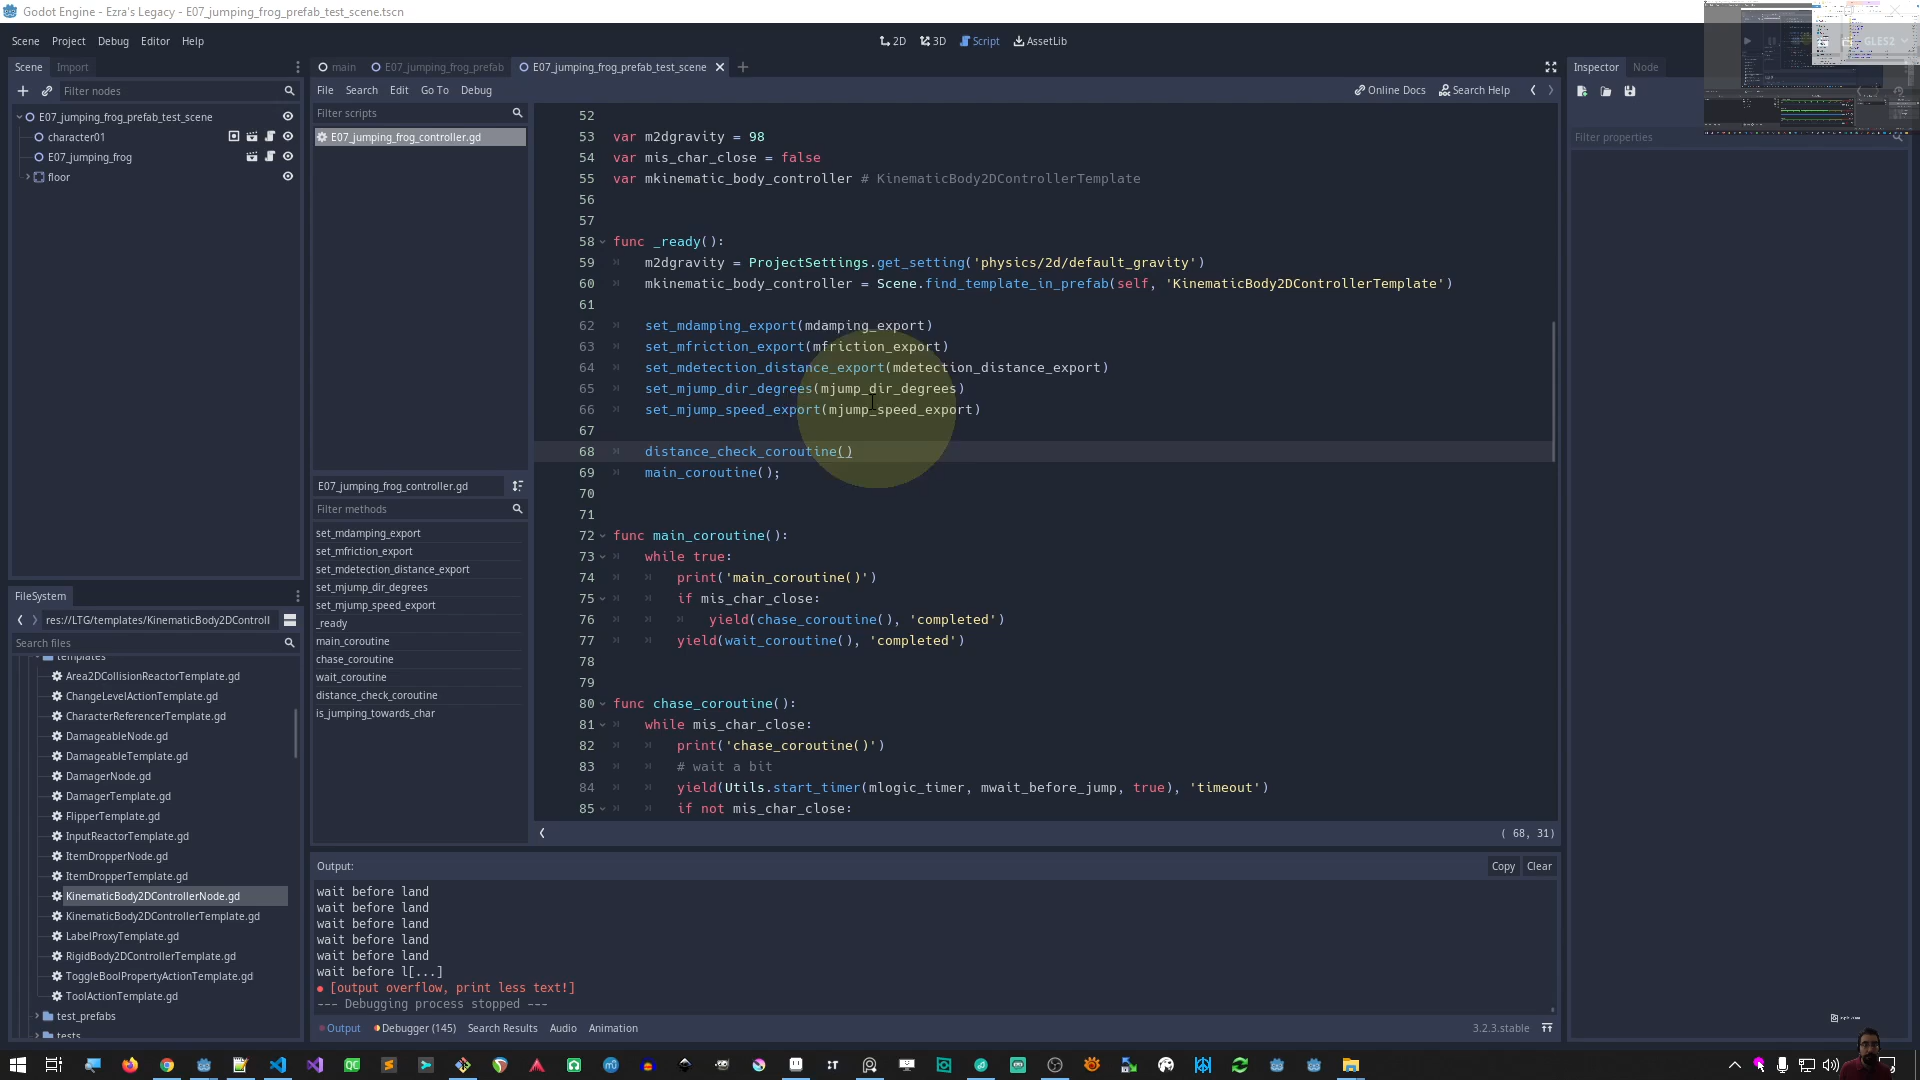 Godot Engine - Ezra's Legacy - E07_jumping_frog_prefab_test_scene.tscn
Scene Project Debug Editor Help
2D 3D Script AssetLib
GLES2
Scene Import
Filter nodes
E07_jumping_frog_prefab_test_scene
character01
E07_jumping_frog
floor
main E07_jumping_frog_prefab E07_jumping_frog_prefab_test_scene
File Search Edit Go To Debug
Online Docs Search Help
Filter scripts
E07_jumping_frog_controller.gd
E07_jumping_frog_controller.gd
Filter methods
set_mdamping_export
set_mfriction_export
set_mdetection_distance_export
set_mjump_dir_degrees
set_mjump_speed_export
_ready
main_coroutine
chase_coroutine
wait_coroutine
distance_check_coroutine
is_jumping_towards_char
52
53 var m2dgravity = 98
54 var mis_char_close = false
55 var mkinematic_body_controller # KinematicBody2DControllerTemplate
56
57
58 func _ready():
59 m2dgravity = ProjectSettings.get_setting('physics/2d/default_gravity')
60 mkinematic_body_controller = Scene.find_template_in_prefab(self, 'KinematicBody2DControllerTemplate')
61
62 set_mdamping_export(mdamping_export)
63 set_mfriction_export(mfriction_export)
64 set_mdetection_distance_export(mdetection_distance_export)
65 set_mjump_dir_degrees(mjump_dir_degrees)
66 set_mjump_speed_export(mjump_speed_export)
67
68 distance_check_coroutine()
69 main_coroutine();
70
71
72 func main_coroutine():
73 while true:
74 print('main_coroutine()')
75 if mis_char_close:
76 yield(chase_coroutine(), 'completed')
77 yield(wait_coroutine(), 'completed')
78
79
80 func chase_coroutine():
81 while mis_char_close:
82 print('chase_coroutine()')
83 # wait a bit
84 yield(Utils.start_timer(mlogic_timer, mwait_before_jump, true), 'timeout')
85 if not mis_char_close:
( 68, 31)
Inspector Node
Filter properties
FileSystem
res://LTG/templates/KinematicBody2DControll
Search files
templates
Area2DCollisionReactorTemplate.gd
ChangeLevelActionTemplate.gd
CharacterReferencerTemplate.gd
DamageableNode.gd
DamageableTemplate.gd
DamagerNode.gd
DamagerTemplate.gd
FlipperTemplate.gd
InputReactorTemplate.gd
ItemDropperNode.gd
ItemDropperTemplate.gd
KinematicBody2DControllerNode.gd
KinematicBody2DControllerTemplate.gd
LabelProxyTemplate.gd
RigidBody2DControllerTemplate.gd
ToggleBoolPropertyActionTemplate.gd
ToolActionTemplate.gd
test_prefabs
tests
Output:
Copy Clear
wait before land
wait before land
wait before land
wait before land
wait before land
wait before l[...]
[output overflow, print less text!]
--- Debugging process stopped ---
Output Debugger (145) Search Results Audio Animation
3.2.3.stable